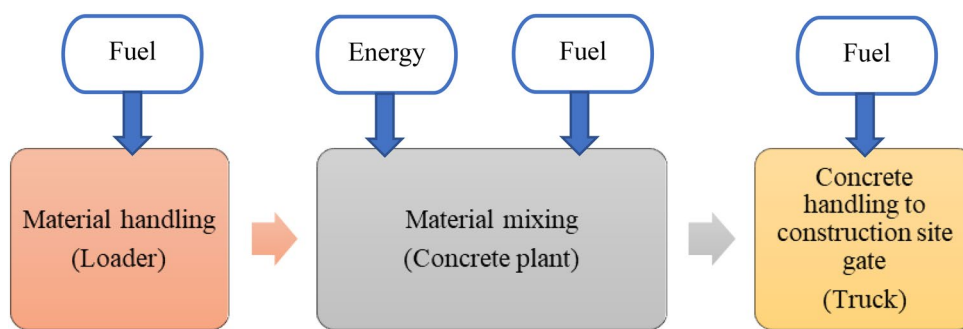 Fuel
Energy
Fuel
Fuel
Material handling
(Loader)
Material mixing
(Concrete plant)
Concrete
handling to
construction site
gate
(Truck)